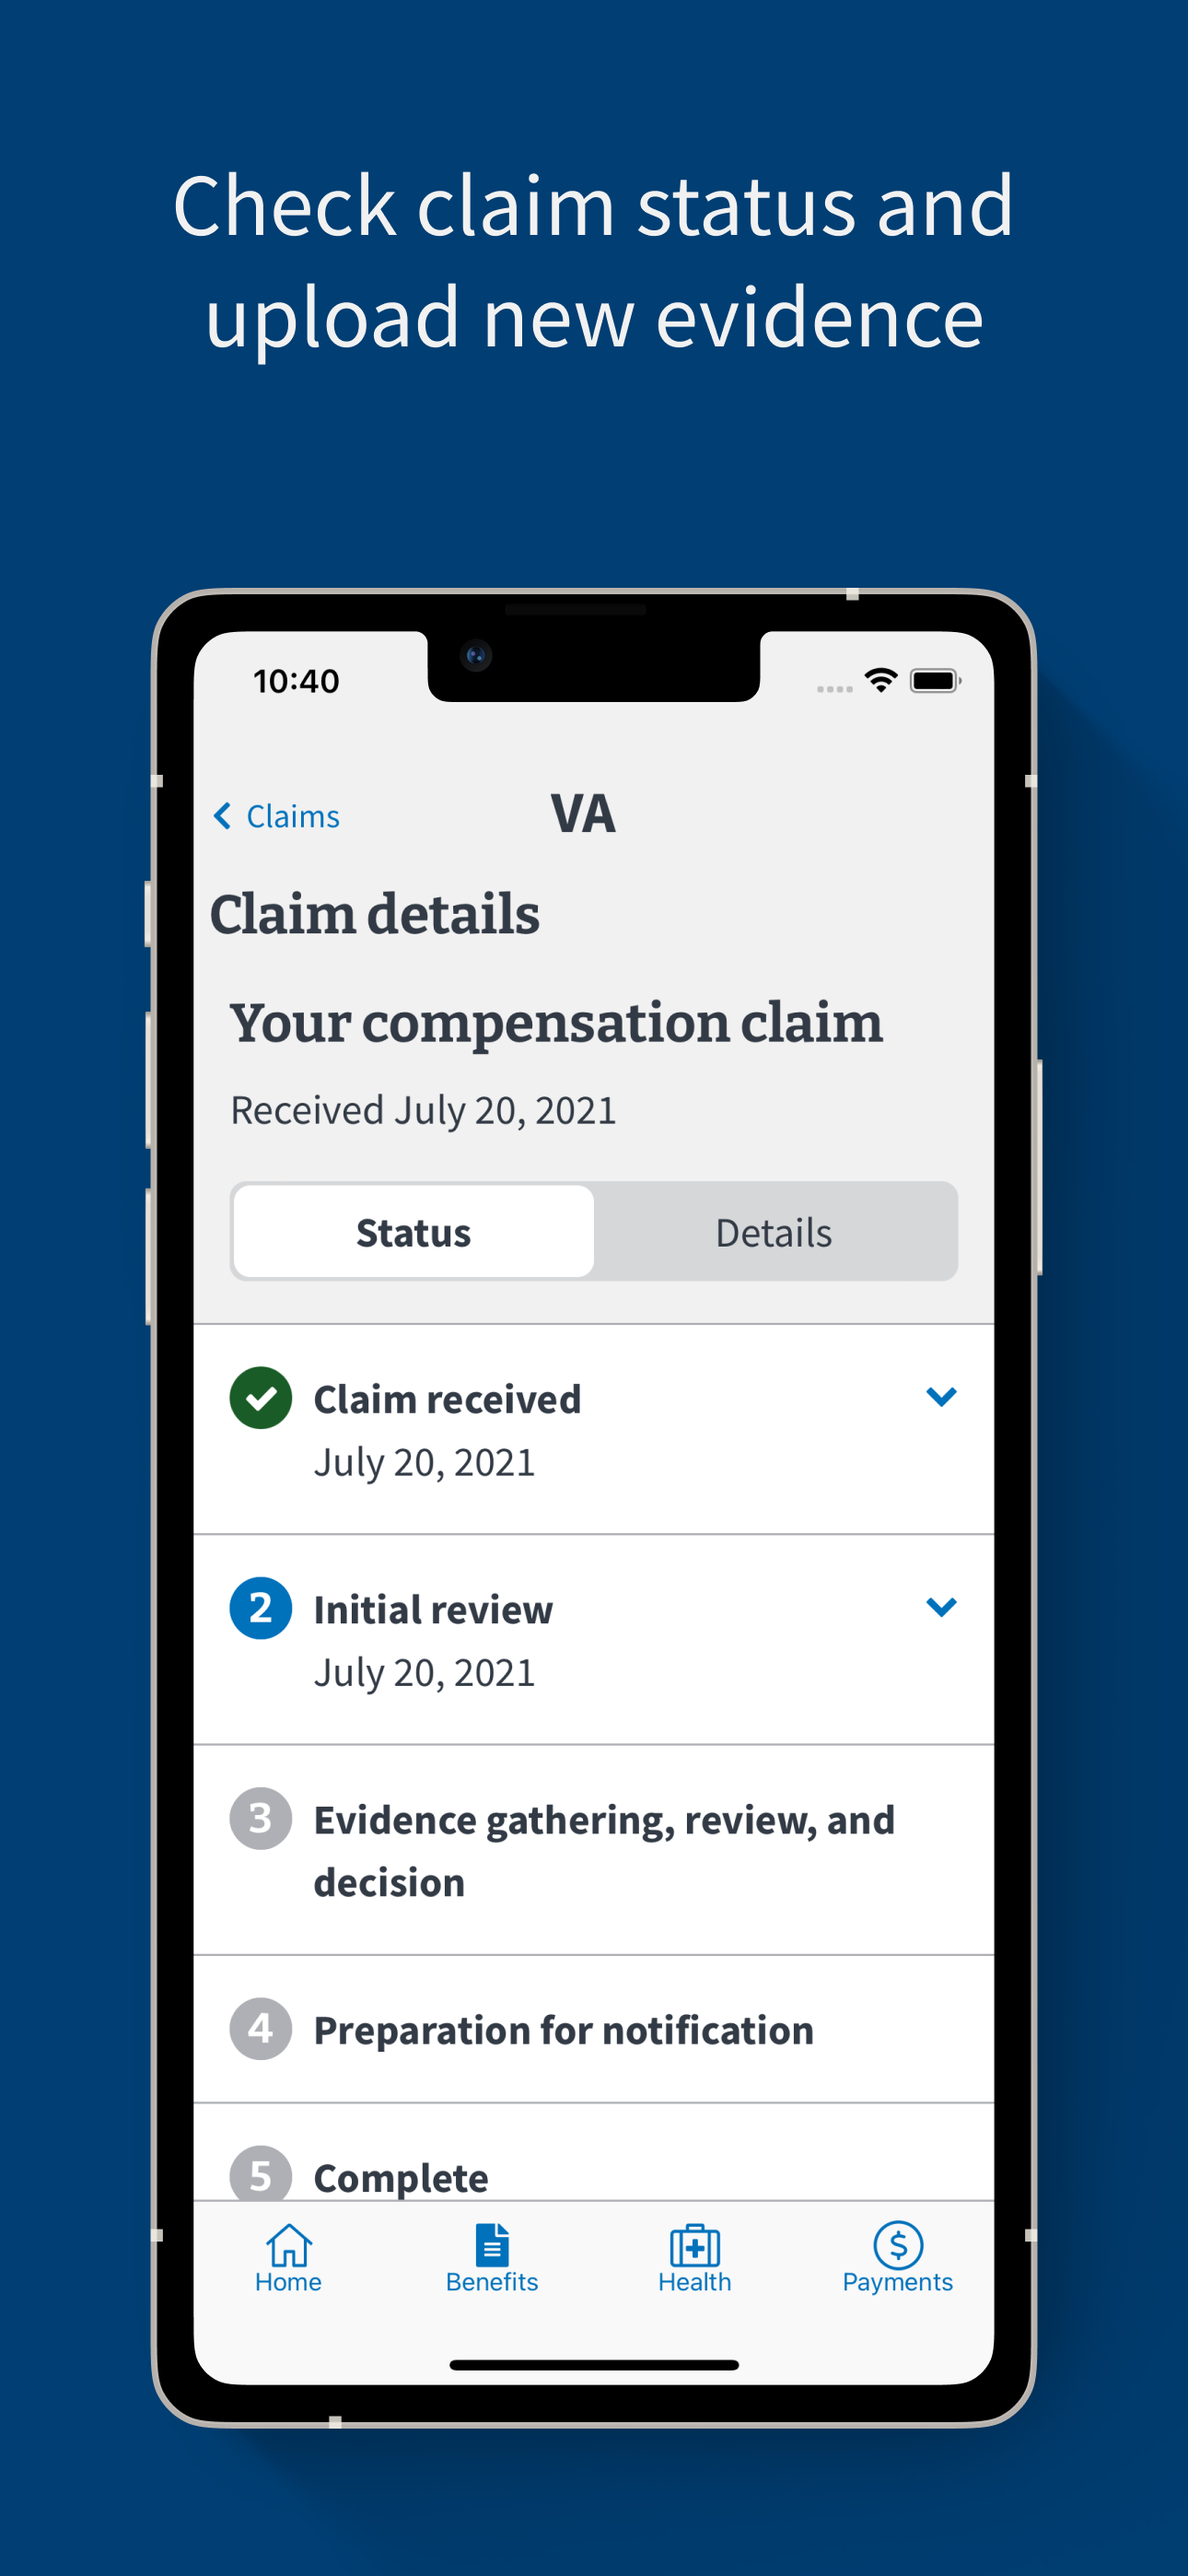 Check claim status and
upload new evidence
10:40
Claims
VA
Claim details
Your compensation claim
Received July 20, 2021
Status
Details
Claim received
July 20, 2021
2
Initial review
July 20, 2021
3
Evidence gathering, review, and
decision
4
Preparation for notification
5
Complete
Home
Benefits
Health
Payments